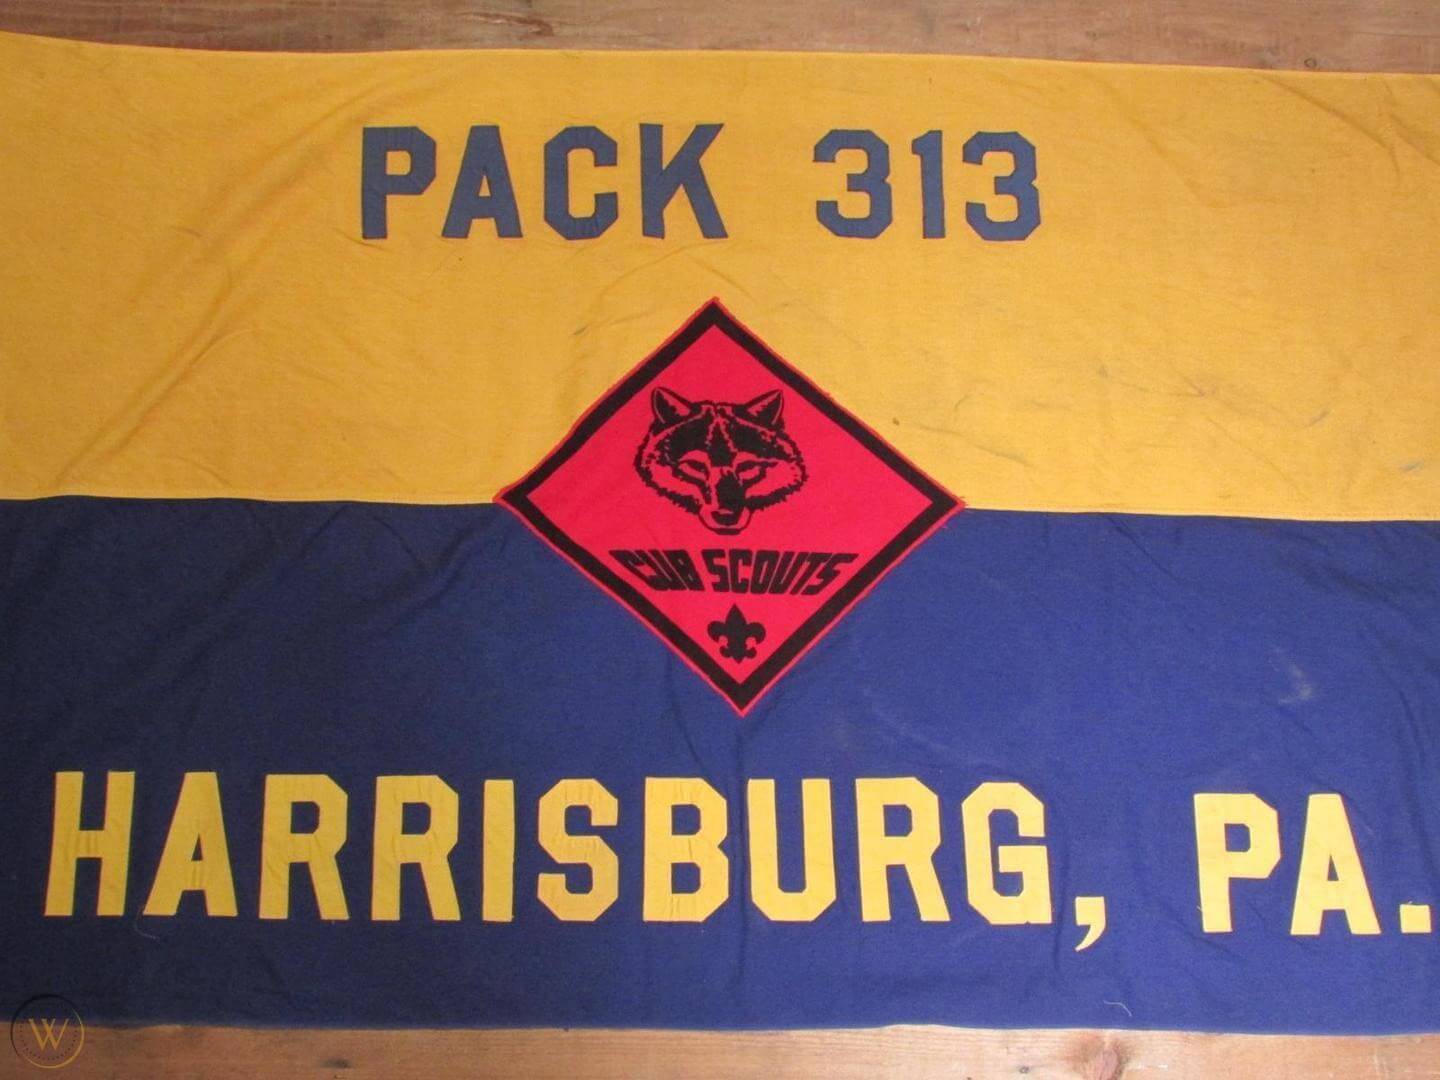 PACK 313
CUB SCOUTS
HARRISBURG, PA.
W